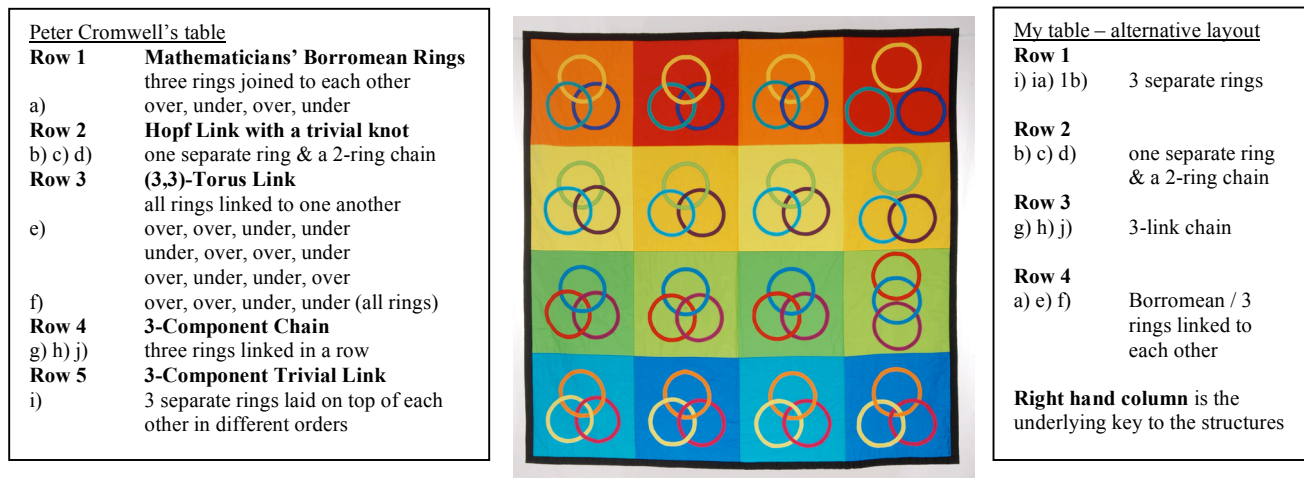 Peter Cromwell's table
Row 1 Mathematicians' Borromean Rings
three rings joined to each other
a) over, under, over, under
Row 2 Hopf Link with a trivial knot
b) c) d) one separate ring & a 2-ring chain
Row 3 (3,3)-Torus Link
all rings linked to one another
e) over, over, under, under
under, over, over, under
over, under, under, over
f) over, over, under, under (all rings)
Row 4 3-Component Chain
g) h) j) three rings linked in a row
Row 5 3-Component Trivial Link
i) 3 separate rings laid on top of each
other in different orders
My table – alternative layout
Row 1
i) ia) 1b) 3 separate rings
Row 2
b) c) d) one separate ring
& a 2-ring chain
Row 3
g) h) j) 3-link chain
Row 4
a) e) f) Borromean / 3
rings linked to
each other
Right hand column is the
underlying key to the structures